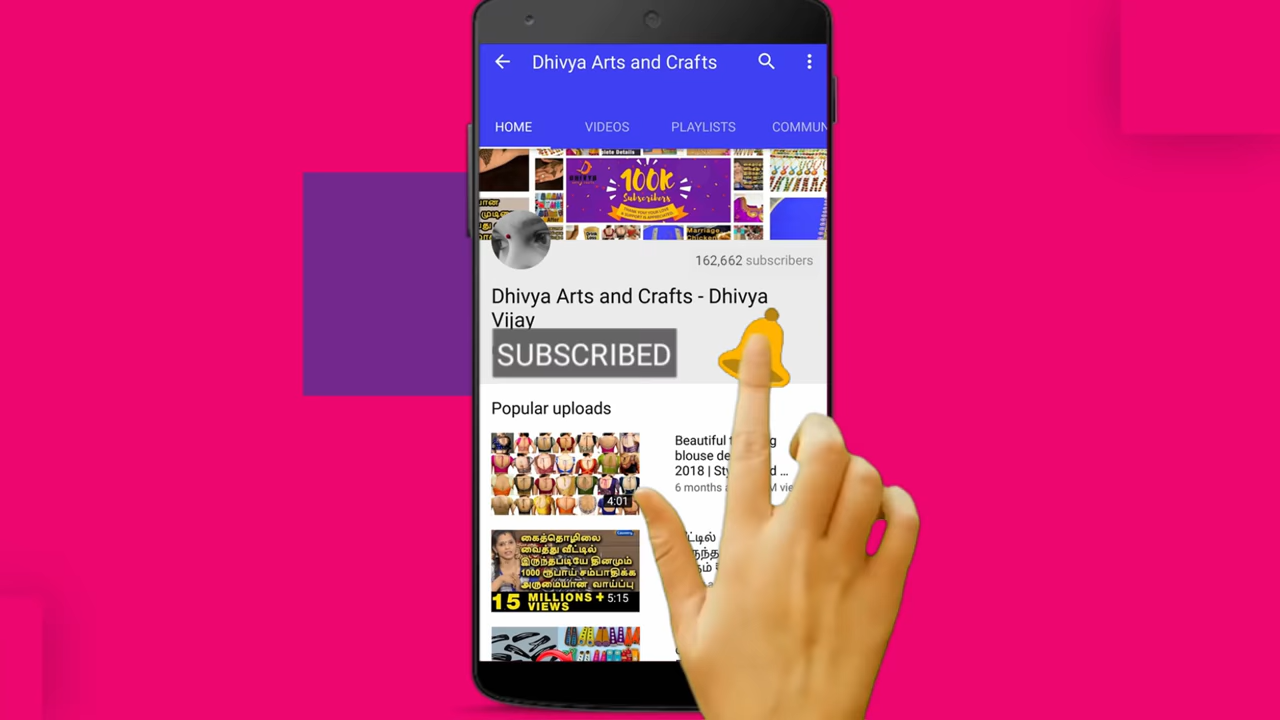 Dhivya Arts and Crafts
HOME
VIDEOS
PLAYLISTS
COMMUN
100k
Subscribers
162,662 subscribers
Dhivya Arts and Crafts - Dhivya
Vijay
SUBSCRIBED
Popular uploads
4:01
Beautiful
blouse de
2018 |
6 months
கைத்தொழிலை
வைத்து வீட்டில்
இருந்தபடியே தினமும்
1000 ரூபாய் சம்பாதிக்க
அருமையான வாய்ப்பு
15 MILLIONS +
VIEWS
5:15